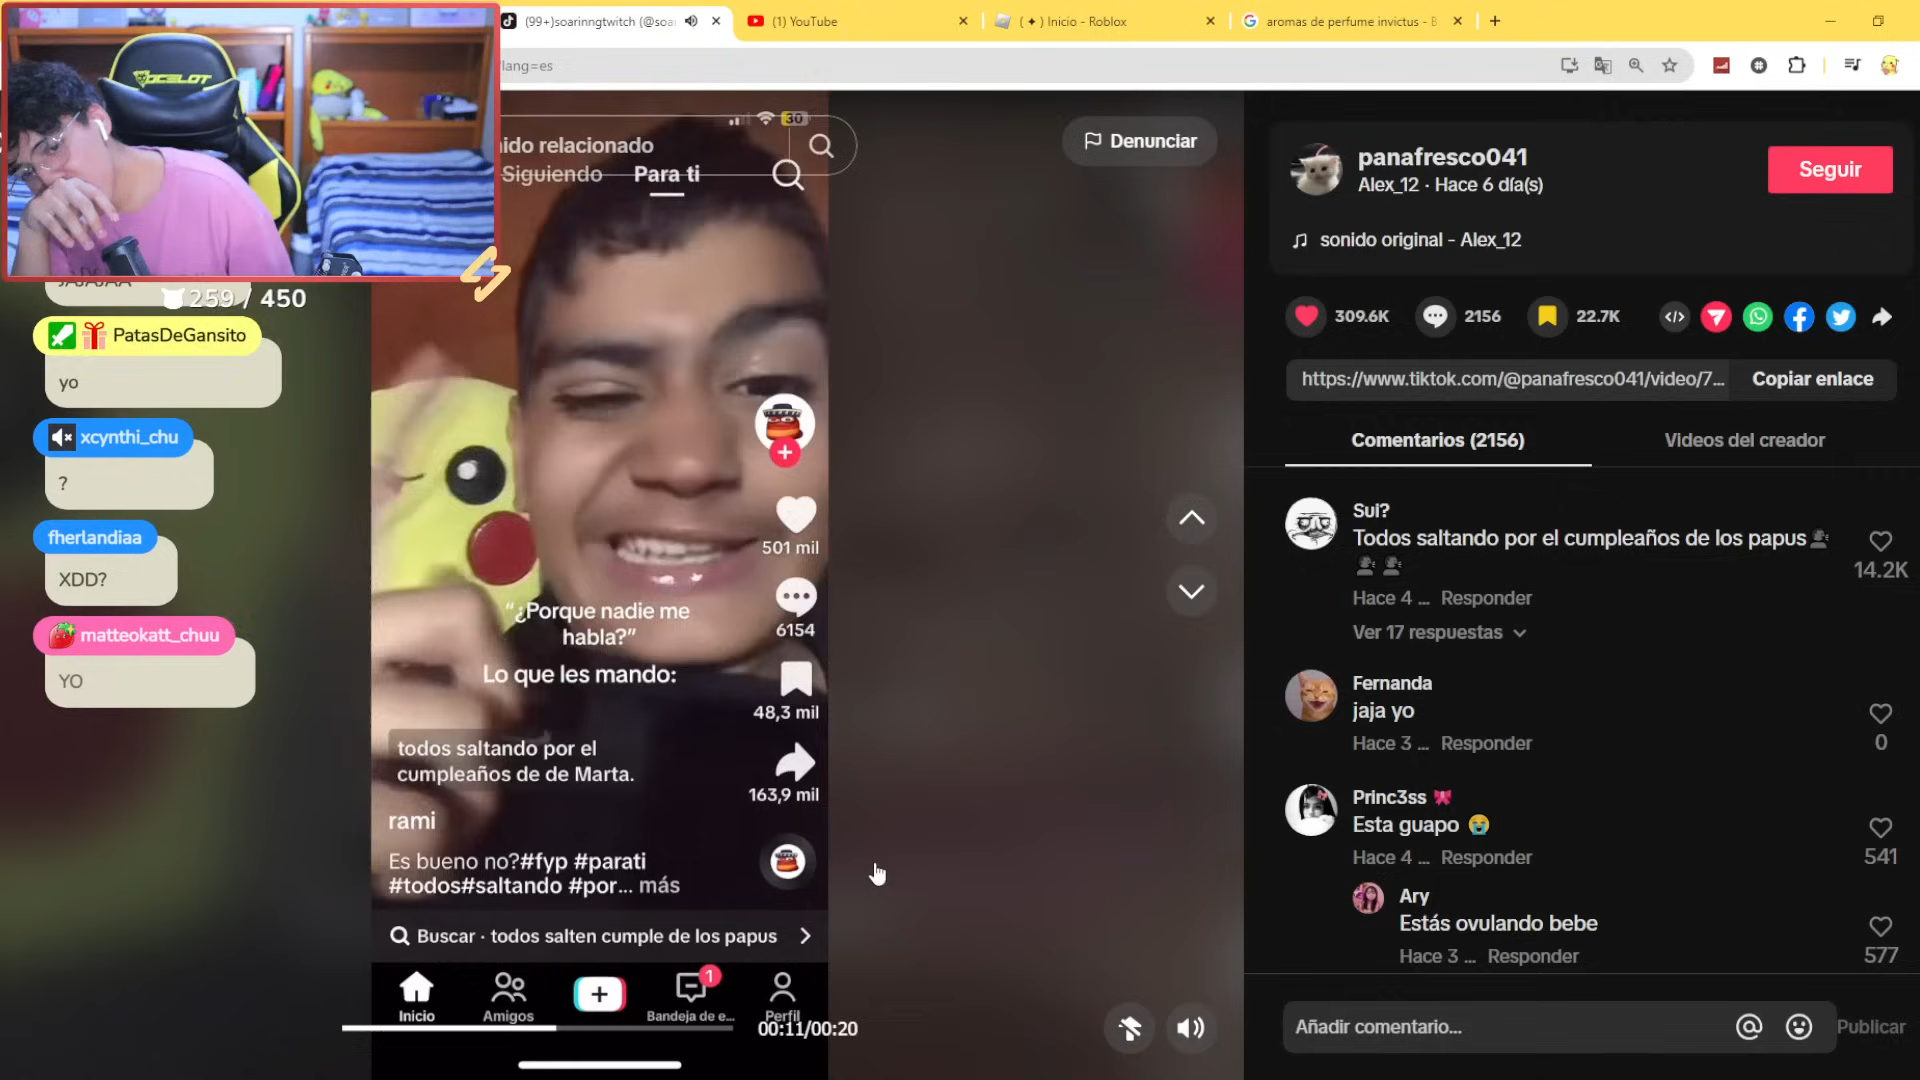 (99+)soarinngtwitch (@soa
(1) YouTube
( ✦ ) Inicio - Roblox
aromas de perfume invictus - B
lang=es
OCELOT
259 / 450
PatasDeGansito
yo
xcynthi_chu
?
fherlandiaa
XDD?
matteokatt_chuu
YO
30
ido relacionado
Siguiendo
Para ti
501 mil
6154
48,3 mil
163,9 mil
“¿Porque nadie me
habla?”
Lo que les mando:
todos saltando por el
cumpleaños de de Marta.
rami
Es bueno no?#fyp #parati
#todos#saltando #por... más
Buscar · todos salten cumple de los papus
Inicio
Amigos
1
Bandeja de e...
Perfil
00:11/00:20
Denunciar
panafresco041
Alex_12 · Hace 6 día(s)
Seguir
sonido original - Alex_12
309.6K
2156
22.7K
https://www.tiktok.com/@panafresco041/video/7...
Copiar enlace
Comentarios (2156)
Videos del creador
Sul?
Todos saltando por el cumpleaños de los papus👤
👤👤
14.2K
Hace 4 ... Responder
Ver 17 respuestas
Fernanda
jaja yo
Hace 3 ... Responder
0
Princ3ss 🎀
Esta guapo 😭
Hace 4 ... Responder
541
Ary
Estás ovulando bebe
Hace 3 ... Responder
577
Añadir comentario...
Publicar